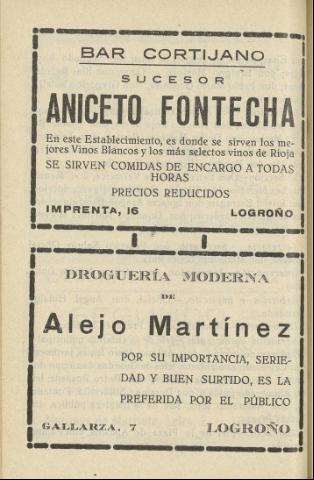 BAR CORTIJANO
SUCESOR
ANICETO FONTECHA
En este Establecimiento, es donde se sirven los me-
jores Vinos Blancos y los más selectos vinos de Rioja
SE SIRVEN COMIDAS DE ENCARGO A TODAS
HORAS
PRECIOS REDUCIDOS
IMPRENTA, 16 LOGROÑO
DROGUERÍA MODERNA
DE
Alejo Martínez
POR SU IMPORTANCIA, SERIE-
DAD Y BUEN SURTIDO, ES LA
PREFERIDA POR EL PÚBLICO
GALLARZA, 7 LOGROÑO